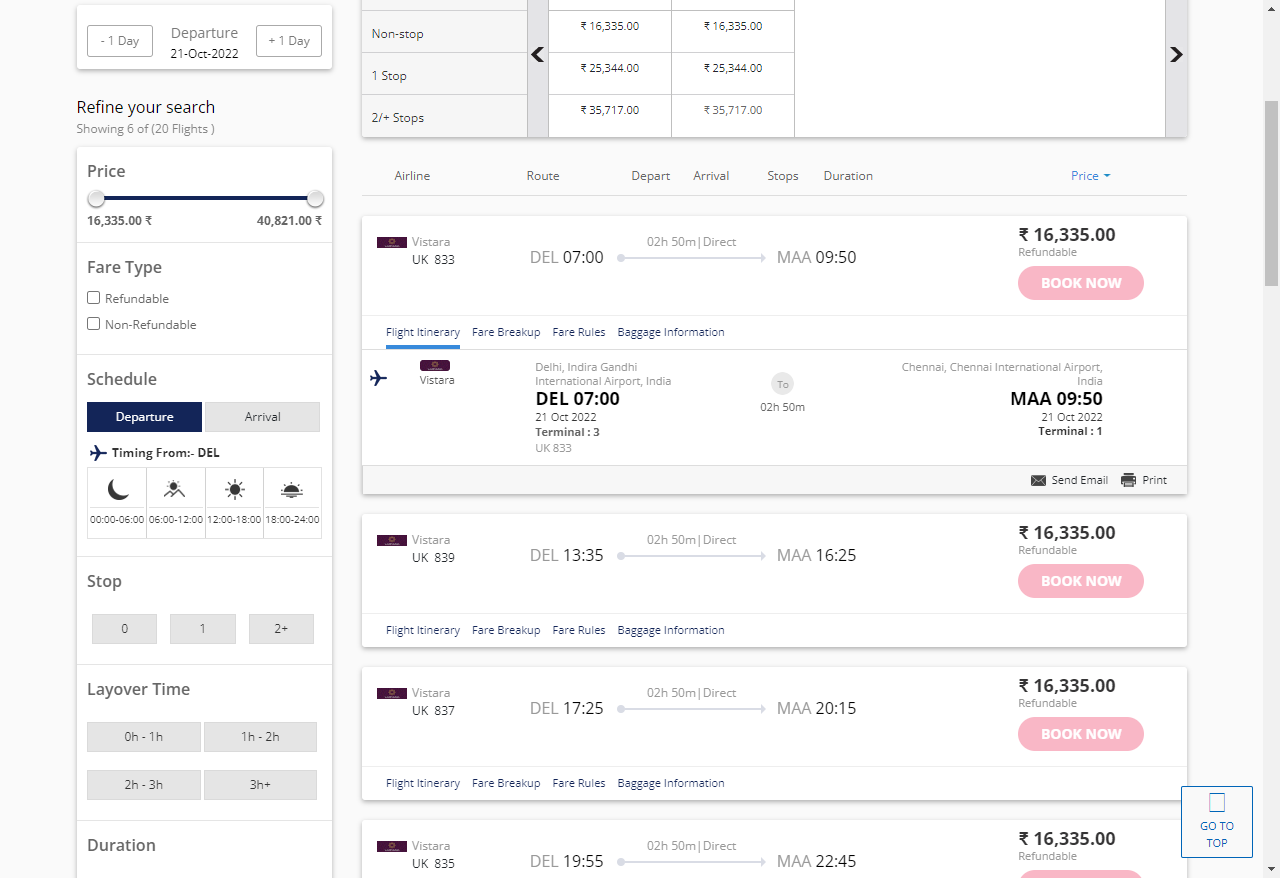 - 1 Day
Departure
21-Oct-2022
+ 1 Day
Refine your search
Showing 6 of (20 Flights )
Price
16,335.00 ₹
40,821.00 ₹
Fare Type
Refundable
Non-Refundable
Schedule
Departure
Arrival
Timing From:- DEL
00:00-06:00
06:00-12:00
12:00-18:00
18:00-24:00
Stop
0
1
2+
Layover Time
0h - 1h
1h - 2h
2h - 3h
3h+
Duration
Non-stop
₹ 16,335.00
₹ 16,335.00
1 Stop
₹ 25,344.00
₹ 25,344.00
2/+ Stops
₹ 35,717.00
₹ 35,717.00
Airline
Route
Depart
Arrival
Stops
Duration
Price
Vistara
UK 833
DEL 07:00
02h 50m|Direct
MAA 09:50
₹ 16,335.00
Refundable
BOOK NOW
Flight Itinerary
Fare Breakup
Fare Rules
Baggage Information
Vistara
Delhi, Indira Gandhi
International Airport, India
DEL 07:00
21 Oct 2022
Terminal : 3
UK 833
To
02h 50m
Chennai, Chennai International Airport,
India
MAA 09:50
21 Oct 2022
Terminal : 1
Send Email
Print
Vistara
UK 839
DEL 13:35
02h 50m|Direct
MAA 16:25
₹ 16,335.00
Refundable
BOOK NOW
Flight Itinerary
Fare Breakup
Fare Rules
Baggage Information
Vistara
UK 837
DEL 17:25
02h 50m|Direct
MAA 20:15
₹ 16,335.00
Refundable
BOOK NOW
Flight Itinerary
Fare Breakup
Fare Rules
Baggage Information
Vistara
UK 835
DEL 19:55
02h 50m|Direct
MAA 22:45
₹ 16,335.00
Refundable
GO TO
TOP